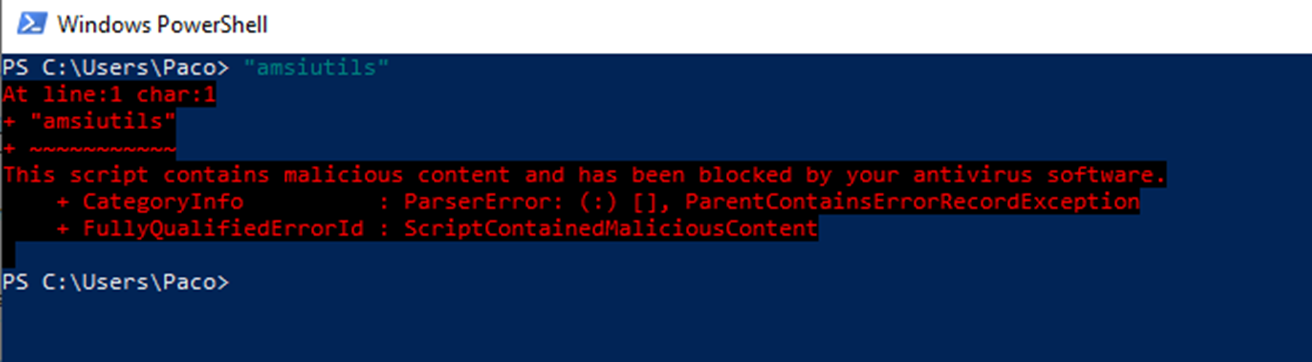 Windows PowerShell
PS C:\Users\Paco> "amsiutils"
At line:1 char:1
+ "amsiutils"
+ ~~~~~~~~~~~
This script contains malicious content and has been blocked by your antivirus software.
    + CategoryInfo          : ParserError: (:) [], ParentContainsErrorRecordException
    + FullyQualifiedErrorId : ScriptContainedMaliciousContent
PS C:\Users\Paco>